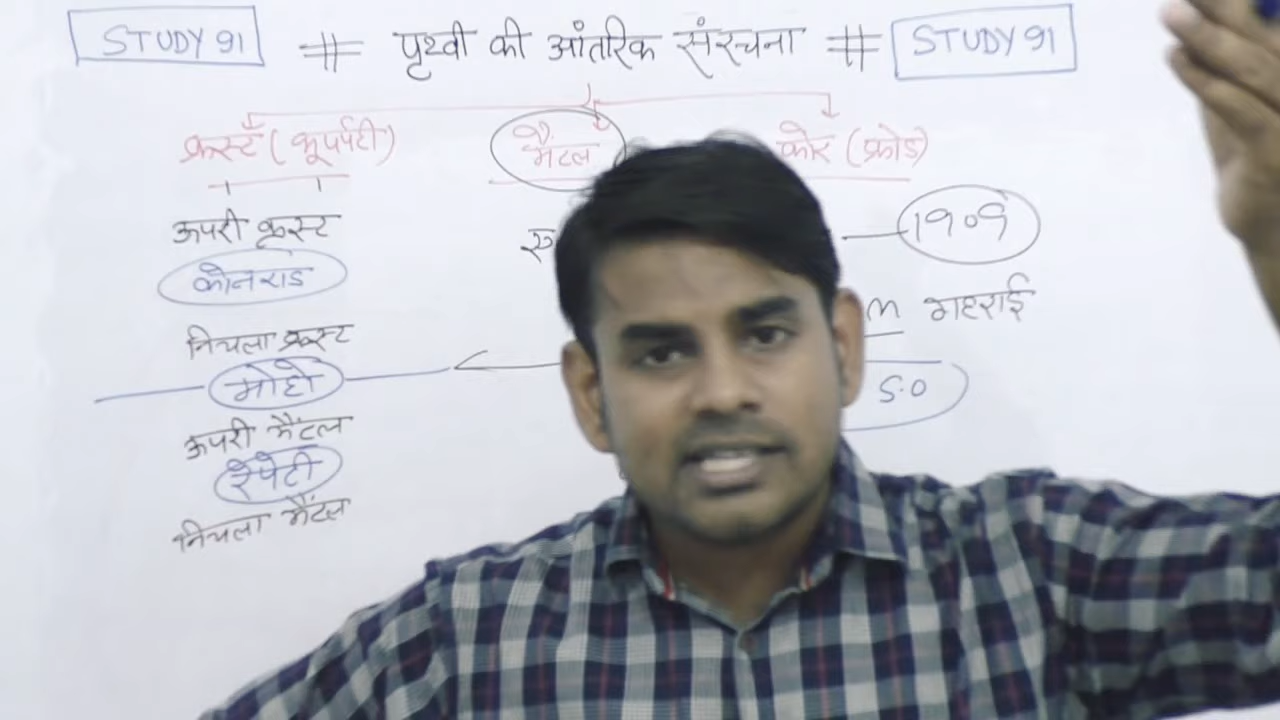 STUDY 91 # पृथ्वी की आंतरिक संरचना # STUDY 91
क्रस्ट (भूपर्पटी) मैंटल कोर (क्रोड)
ऊपरी क्रस्ट
कोनराड 1909
निचला क्रस्ट m गहराई
मोहो 5.0
ऊपरी मैंटल
रेपेटी
निचला मैंटल